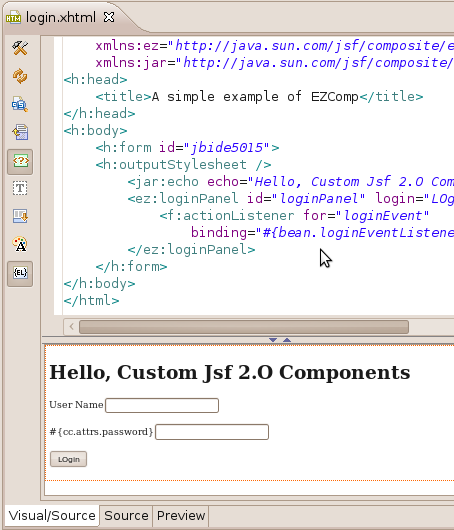 login.xhtml
xmlns:ez="http://java.sun.com/jsf/composite/e
xmlns:jar="http://java.sun.com/jsf/composite/
<h:head>
<title>A simple example of EZComp</title>
</h:head>
<h:body>
<h:form id="jbide5015">
<h:outputStylesheet />
<jar:echo echo="Hello, Custom Jsf 2.O Com
<ez:loginPanel id="loginPanel" login="LOg
<f:actionListener for="loginEvent"
binding="#{bean.loginEventListene
</ez:loginPanel>
</h:form>
</h:body>
</html>
Hello, Custom Jsf 2.O Components
User Name
#{cc.attrs.password}
LOgin
Visual/Source Source Preview